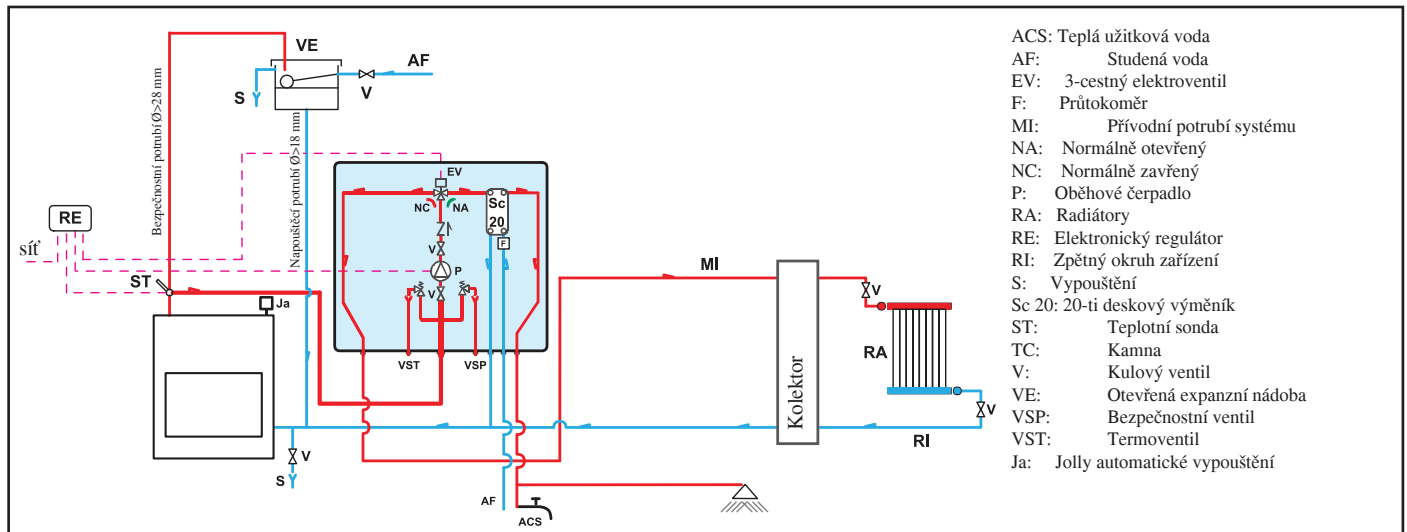 VE
AF
S
V
Bezpečnostní potrubí Ø>28 mm
Napouštěcí potrubí Ø>18 mm
RE
síť
ST
Ja
EV
NC
NA
Sc
20
F
V
P
V
VST
VSP
MI
Kolektor
V
RA
V
RI
V
S
AF
ACS
ACS: Teplá užitková voda
AF: Studená voda
EV: 3-cestný elektroventil
F: Průtokoměr
MI: Přívodní potrubí systému
NA: Normálně otevřený
NC: Normálně zavřený
P: Oběhové čerpadlo
RA: Radiátory
RE: Elektronický regulátor
RI: Zpětný okruh zařízení
S: Vypouštění
Sc 20: 20-ti deskový výměník
ST: Teplotní sonda
TC: Kamna
V: Kulový ventil
VE: Otevřená expanzní nádoba
VSP: Bezpečnostní ventil
VST: Termoventil
Ja: Jolly automatické vypouštění